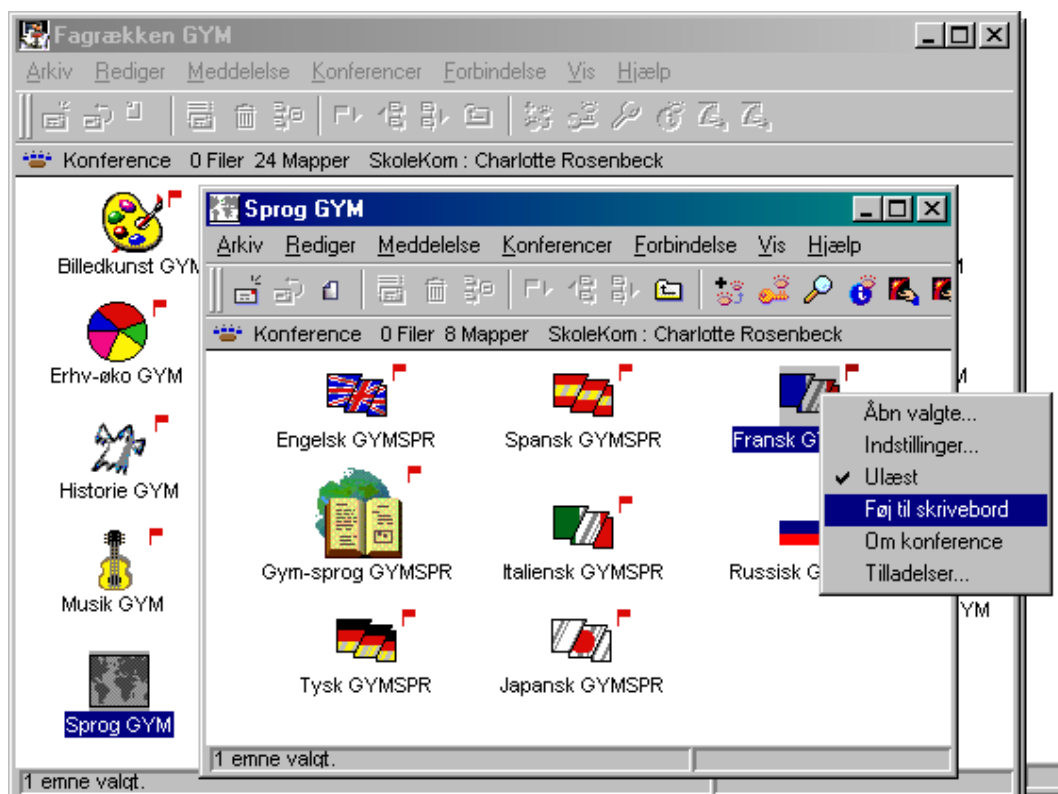 Fagrækken GYM
Arkiv Rediger Meddelelse Konferencer Forbindelse Vis Hjælp
Konference 0 Filer 24 Mapper SkoleKom : Charlotte Rosenbeck
Billedkunst GYM
Erhv-øko GYM
Historie GYM
Musik GYM
Sprog GYM
1 emne valgt.
Sprog GYM
Arkiv Rediger Meddelelse Konferencer Forbindelse Vis Hjælp
Konference 0 Filer 8 Mapper SkoleKom : Charlotte Rosenbeck
Engelsk GYMSPR Spansk GYMSPR Fransk G
Gym-sprog GYMSPR Italiensk GYMSPR Russisk G
Tysk GYMSPR Japansk GYMSPR
1 emne valgt.
Åbn valgte...
Indstillinger...
Ulæst
Føj til skrivebord
Om konference
Tilladelser...
YM